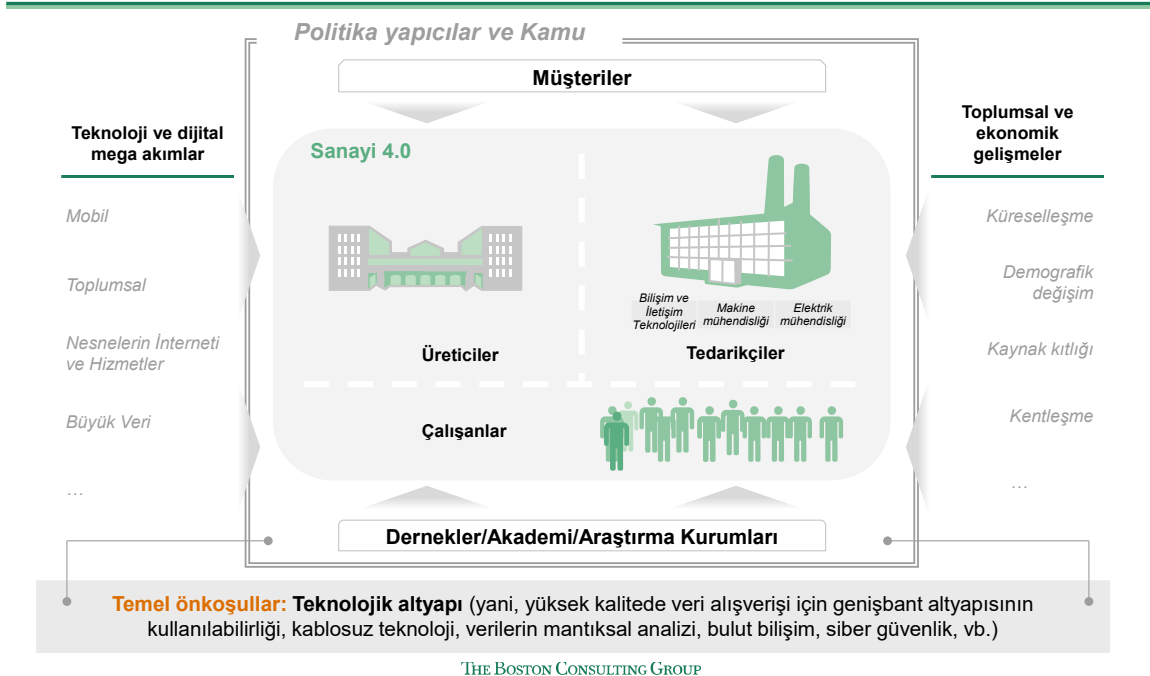 Politika yapıcılar ve Kamu
Müşteriler
Teknoloji ve dijital
mega akımlar
Mobil
Toplumsal
Nesnelerin İnterneti
ve Hizmetler
Büyük Veri
…
Sanayi 4.0
Üreticiler
Bilişim ve
İletişim
Teknolojileri
Makine
mühendisliği
Elektrik
mühendisliği
Tedarikçiler
Çalışanlar
Toplumsal ve
ekonomik
gelişmeler
Küreselleşme
Demografik
değişim
Kaynak kıtlığı
Kentleşme
…
Dernekler/Akademi/Araştırma Kurumları
Temel önkoşullar: Teknolojik altyapı (yani, yüksek kalitede veri alışverişi için genişbant altyapısının
kullanılabilirliği, kablosuz teknoloji, verilerin mantıksal analizi, bulut bilişim, siber güvenlik, vb.)
THE BOSTON CONSULTING GROUP